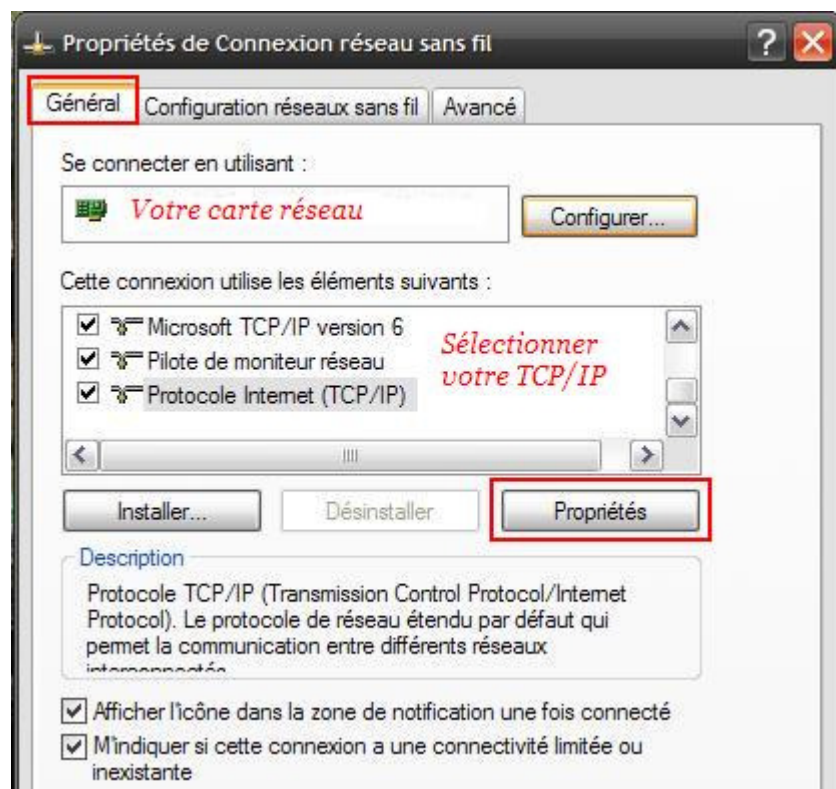 Propriétés de Connexion réseau sans fil
Général
Configuration réseaux sans fil
Avancé
Se connecter en utilisant :
Votre carte réseau
Configurer...
Cette connexion utilise les éléments suivants :
Microsoft TCP/IP version 6
Pilote de moniteur réseau
Protocole Internet (TCP/IP)
Sélectionner
votre TCP/IP
Installer...
Désinstaller
Propriétés
Description
Protocole TCP/IP (Transmission Control Protocol/Internet
Protocol). Le protocole de réseau étendu par défaut qui
permet la communication entre différents réseaux
interconnectés
Afficher l'icône dans la zone de notification une fois connecté
M'indiquer si cette connexion a une connectivité limitée ou
inexistante